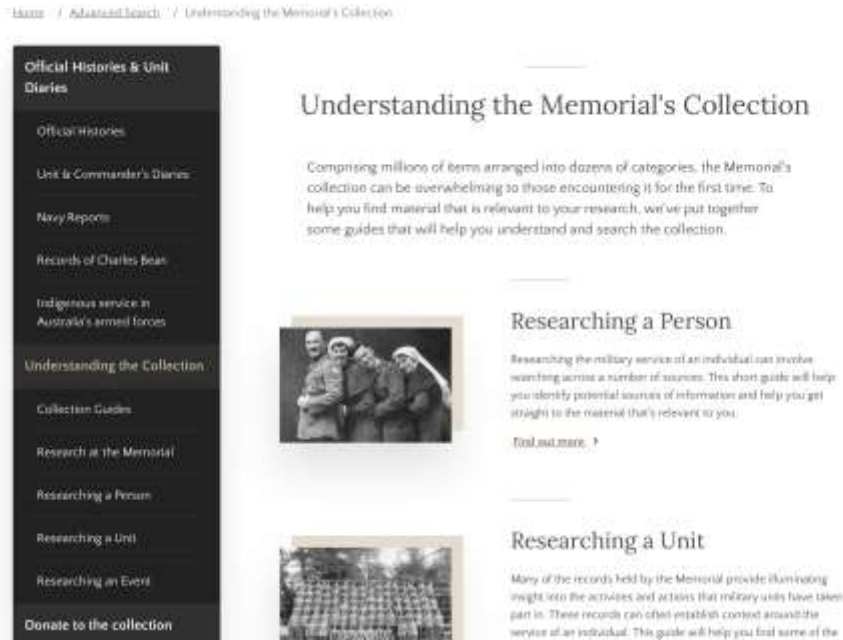 Home / Advanced Search / Understanding the Memorial's Collection
Official Histories & Unit
Diaries
Official Histories
Unit & Commander's Diaries
Navy Reports
Records of Charles Bean
Indigenous service in
Australia's armed forces
Understanding the Collection
Collection Guides
Research at the Memorial
Researching a Person
Researching a Unit
Researching an Event
Donate to the collection
Understanding the Memorial's Collection
Comprising millions of items arranged into dozens of categories, the Memorial's
collection can be overwhelming to those encountering it for the first time. To
help you find material that is relevant to your research, we've put together
some guides that will help you understand and search the collection.
Researching a Person
Researching the military service of an individual can involve
searching across a number of sources. This short guide will help
you identify potential sources of information and help you get
straight to the material that's relevant to you.
Find out more
Researching a Unit
Many of the records held by the Memorial provide illuminating
insight into the activities and actions that military units have taken
part in. These records can often establish context around the
service of an individual. This guide will help you find some of the